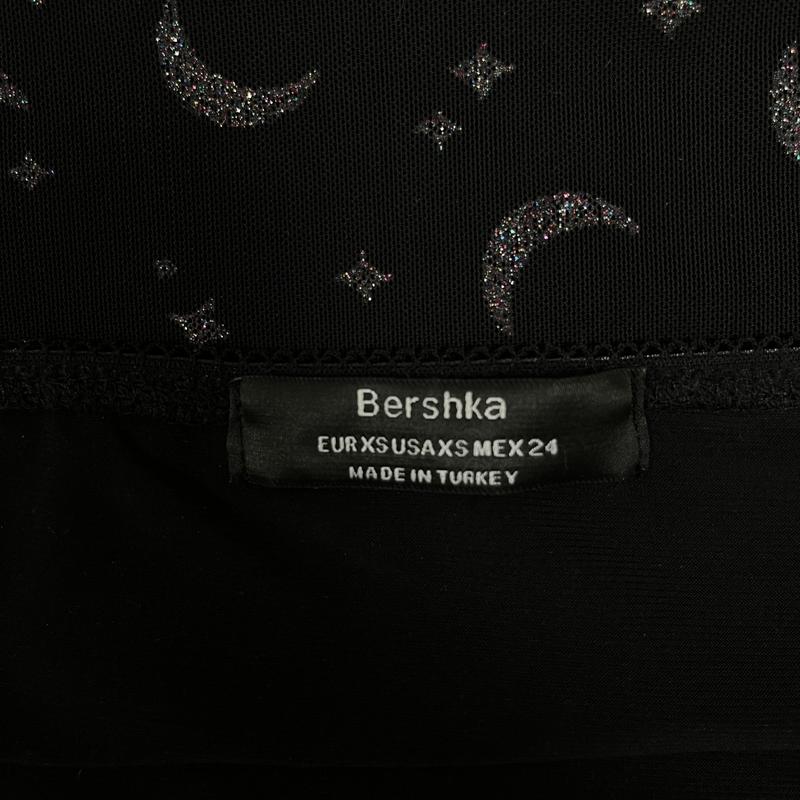 Bershka
EUR XS USA XS MEX 24
MADE IN TURKEY